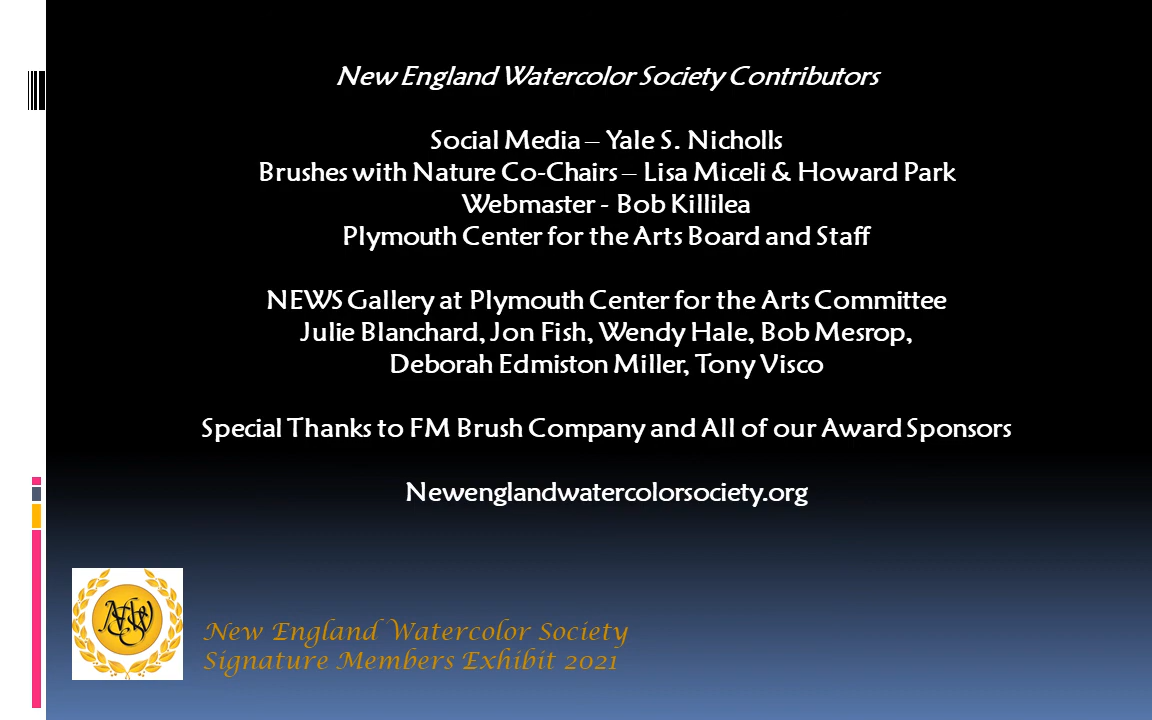 New England Watercolor Society Contributors
Social Media – Yale S. Nicholls
Brushes with Nature Co-Chairs – Lisa Miceli & Howard Park
Webmaster - Bob Killilea
Plymouth Center for the Arts Board and Staff
NEWS Gallery at Plymouth Center for the Arts Committee
Julie Blanchard, Jon Fish, Wendy Hale, Bob Mesrop,
Deborah Edmiston Miller, Tony Visco
Special Thanks to FM Brush Company and All of our Award Sponsors
Newenglandwatercolorsociety.org
New England Watercolor Society
Signature Members Exhibit 2021